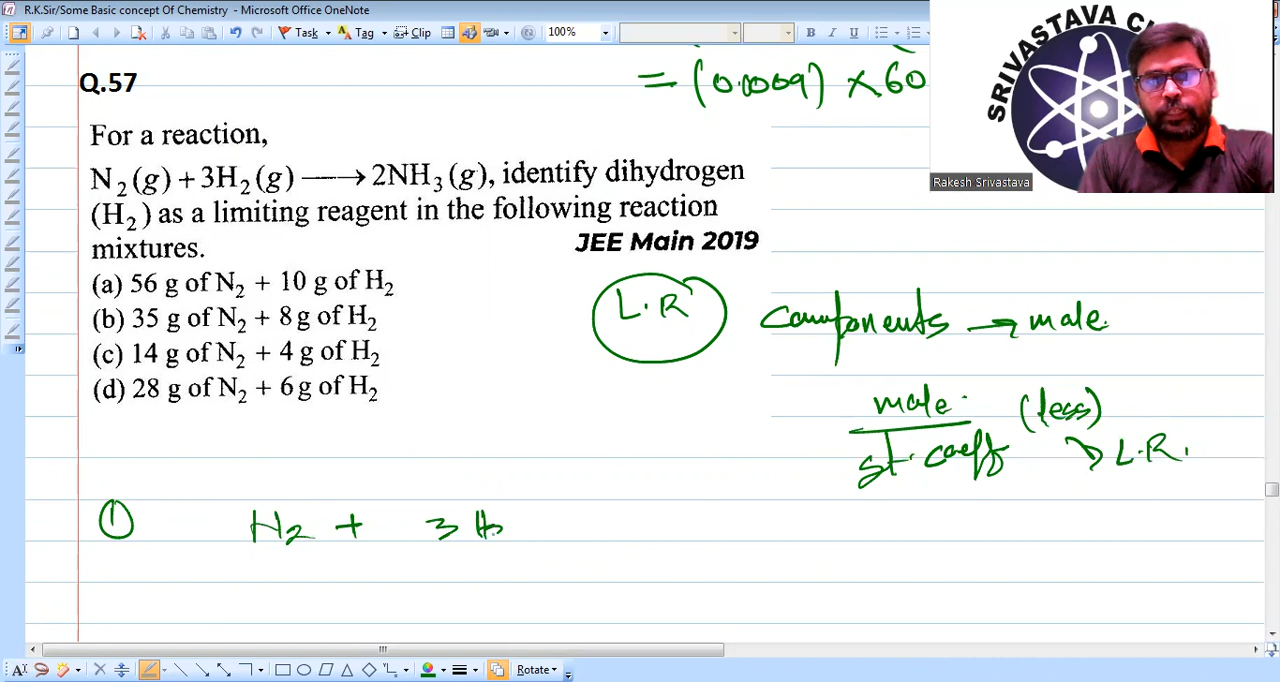 R.K.Sir/Some Basic concept Of Chemistry - Microsoft Office OneNote
Task Tag Clip 100% B I U
Q.57
= (0.0009) × 60
SRIVASTAVA C
Rakesh Srivastava
For a reaction,
N₂(g) + 3H₂(g) ⟶ 2NH₃(g), identify dihydrogen
(H₂) as a limiting reagent in the following reaction
mixtures.
JEE Main 2019
(a) 56 g of N₂ + 10 g of H₂
(b) 35 g of N₂ + 8 g of H₂
(c) 14 g of N₂ + 4 g of H₂
(d) 28 g of N₂ + 6 g of H₂
L.R
components → mole.
mole. (less)
st. coeff → L.R.
① H₂ + 3 H₂
Rotate